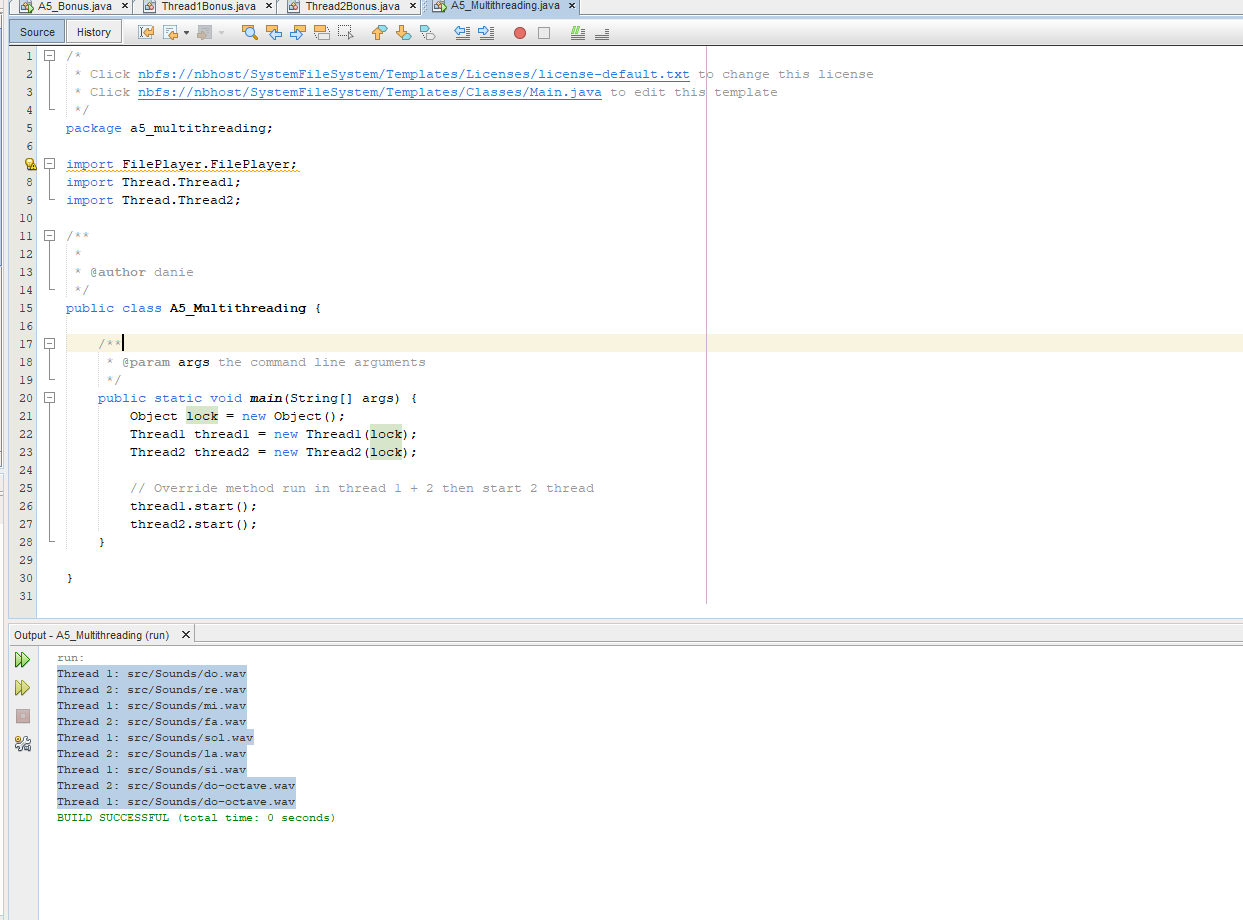 A5_Bonus.java × Thread1Bonus.java × Thread2Bonus.java × A5_Multithreading.java ×
Source History
1 /*
2 * Click nbfs://nbhost/SystemFileSystem/Templates/Licenses/license-default.txt to change this license
3 * Click nbfs://nbhost/SystemFileSystem/Templates/Classes/Main.java to edit this template
4 */
5 package a5_multithreading;
6
import FilePlayer.FilePlayer;
8 import Thread.Thread1;
9 import Thread.Thread2;
10
11 /**
12 *
13 * @author danie
14 */
15 public class A5_Multithreading {
16
17 /**
18 * @param args the command line arguments
19 */
20 public static void main(String[] args) {
21 Object lock = new Object();
22 Thread1 thread1 = new Thread1(lock);
23 Thread2 thread2 = new Thread2(lock);
24
25 // Override method run in thread 1 + 2 then start 2 thread
26 thread1.start();
27 thread2.start();
28 }
29
30 }
31
Output - A5_Multithreading (run) ×
run:
Thread 1: src/Sounds/do.wav
Thread 2: src/Sounds/re.wav
Thread 1: src/Sounds/mi.wav
Thread 2: src/Sounds/fa.wav
Thread 1: src/Sounds/sol.wav
Thread 2: src/Sounds/la.wav
Thread 1: src/Sounds/si.wav
Thread 2: src/Sounds/do-octave.wav
Thread 1: src/Sounds/do-octave.wav
BUILD SUCCESSFUL (total time: 0 seconds)